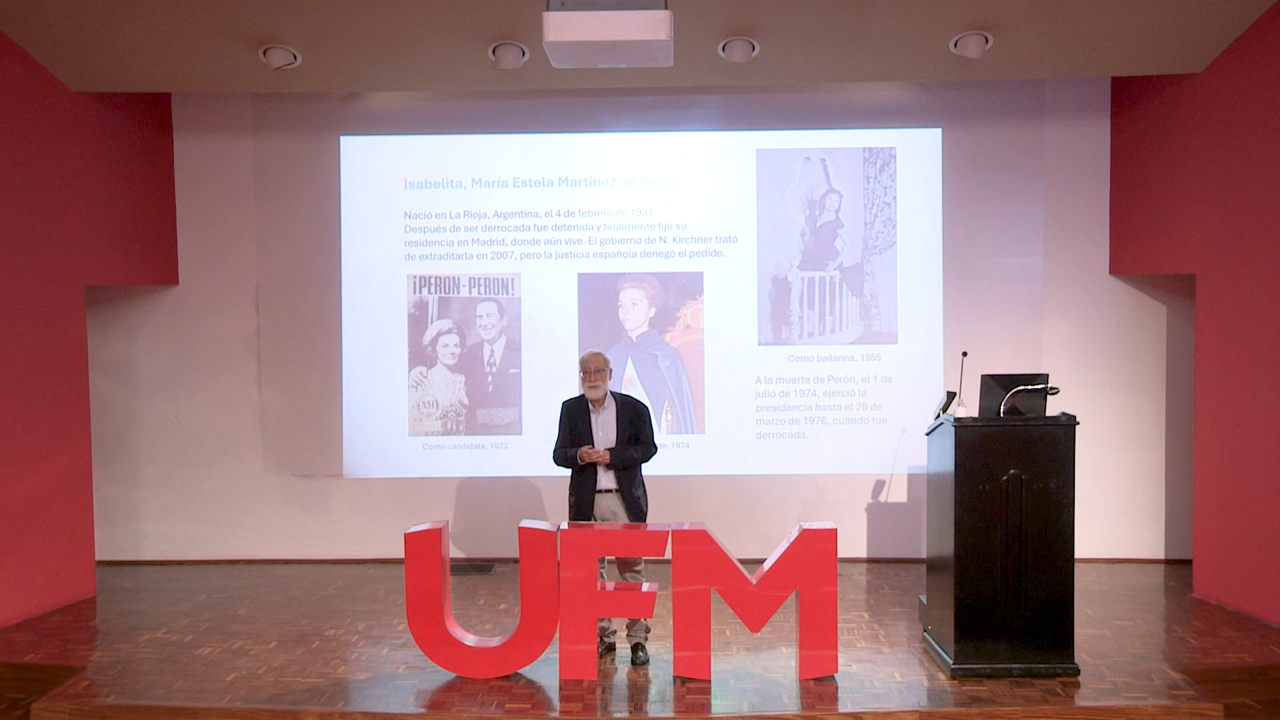 Isabelita, María Estela Martínez de Perón
Nació en La Rioja, Argentina, el 4 de febrero de 1931.
Después de ser derrocada fue detenida y finalmente fijo su
residencia en Madrid, donde aún vive. El gobierno de N. Kirchner trató
de extraditarla en 2007, pero la justicia española denegó el pedido.
¡PERON-PERON!
ASI
Como candidata, 1973
te, 1974
Como bailarina, 1955
A la muerte de Perón, el 1 de
julio de 1974, ejerció la
presidencia hasta el 26 de
marzo de 1976, cuando fue
derrocada.
UFM